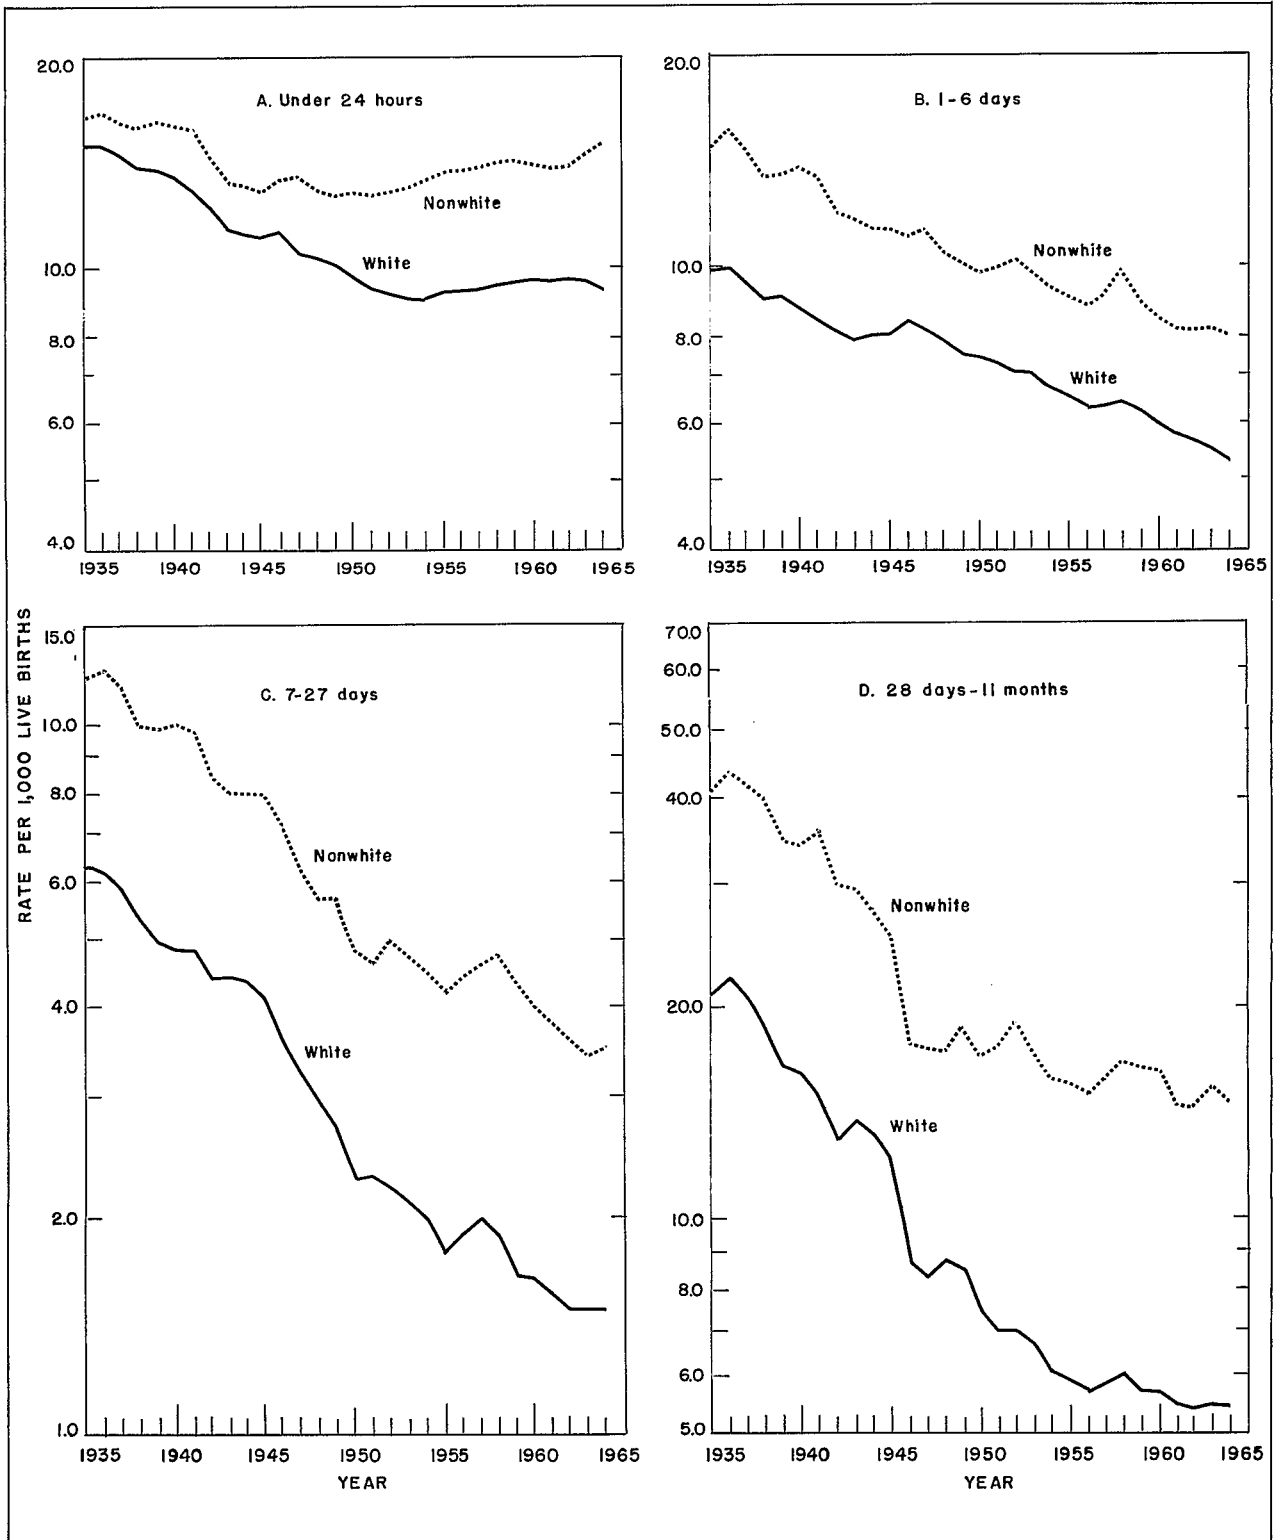 20.0
A. Under 24 hours
Nonwhite
White
10.0
8.0
6.0
4.0
1935 1940 1945 1950 1955 1960 1965
20.0
B. 1-6 days
Nonwhite
10.0
8.0
White
6.0
4.0
1935 1940 1945 1950 1955 1960 1965
RATE PER 1,000 LIVE BIRTHS
15.0
C. 7-27 days
10.0
8.0
Nonwhite
6.0
4.0
White
2.0
1.0
1935 1940 1945 1950 1955 1960 1965
YEAR
70.0
60.0
D. 28 days-11 months
50.0
40.0
Nonwhite
20.0
White
10.0
8.0
6.0
5.0
1935 1940 1945 1950 1955 1960 1965
YEAR